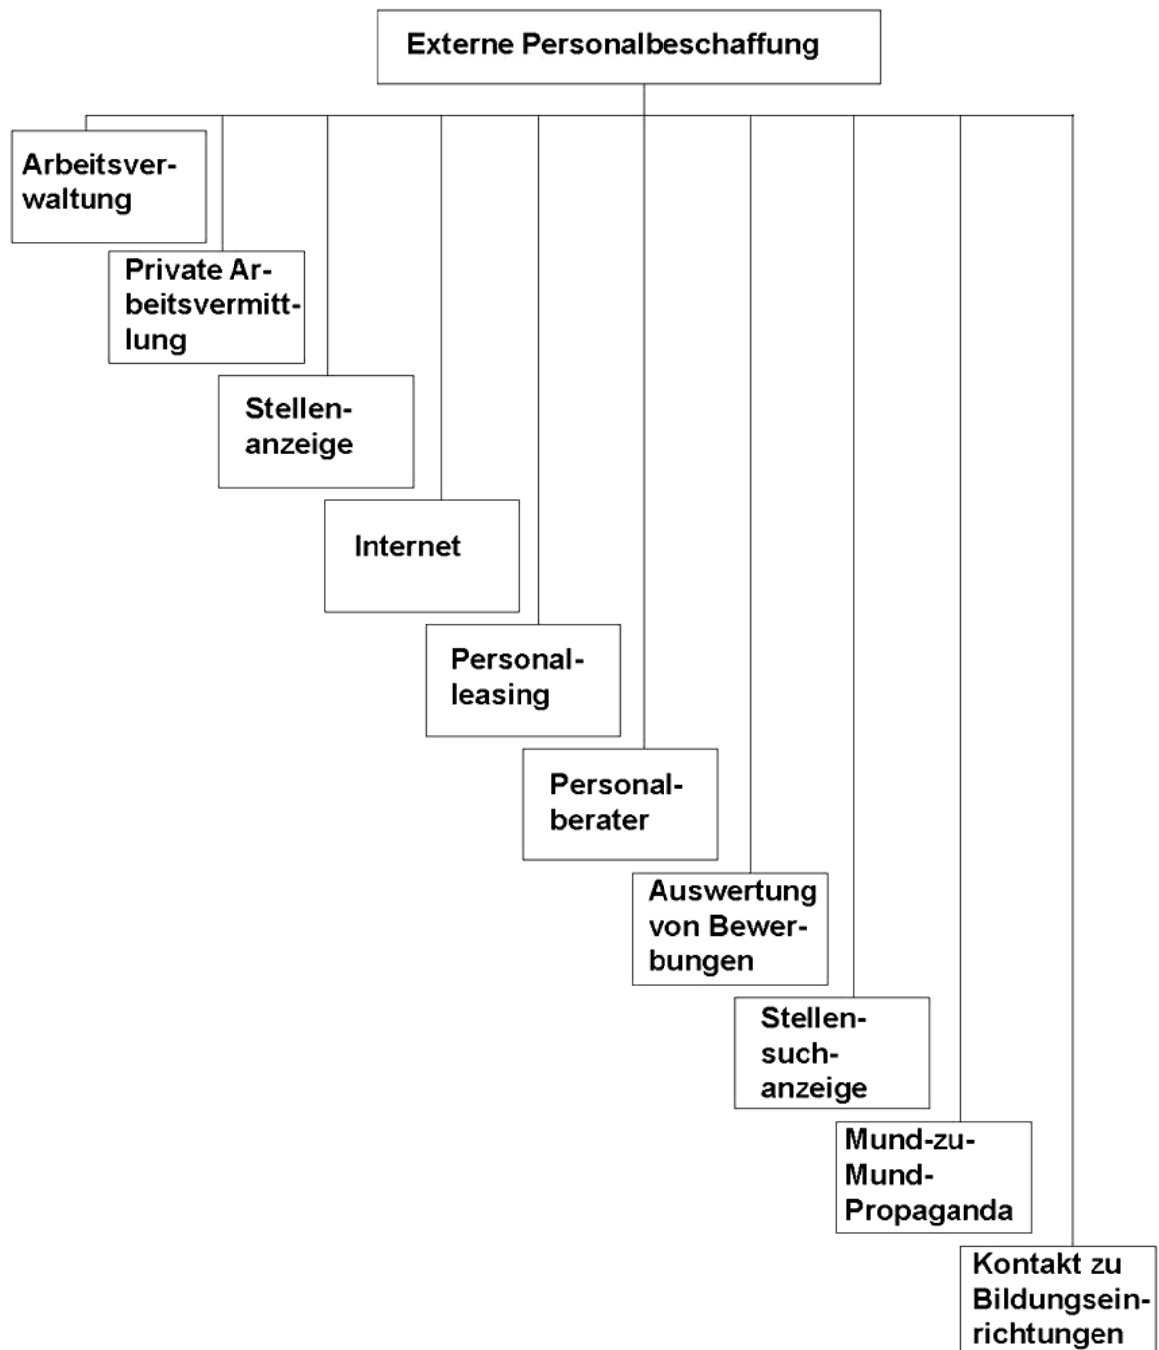 Externe Personalbeschaffung
Arbeitsver-
waltung
Private Ar-
beitsvermitt-
lung
Stellen-
anzeige
Internet
Personal-
leasing
Personal-
berater
Auswertung
von Bewer-
bungen
Stellen-
such-
anzeige
Mund-zu-
Mund-
Propaganda
Kontakt zu
Bildungsein-
richtungen